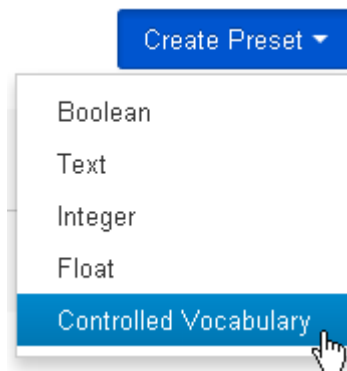 Create Preset
Boolean
Text
Integer
Float
Controlled Vocabulary